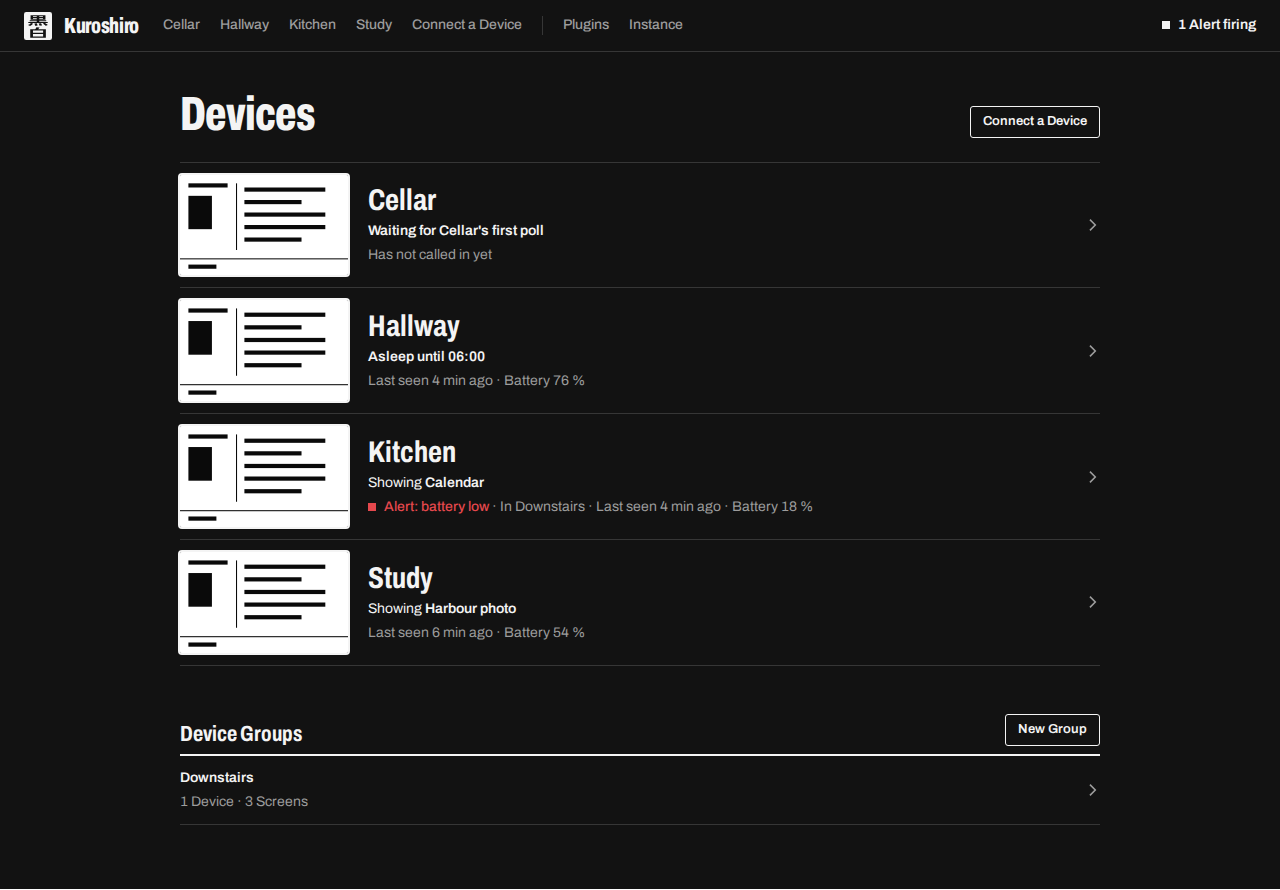 黒白 Kuroshiro Cellar Hallway Kitchen Study Connect a Device Plugins Instance 1 Alert firing
Devices
Connect a Device
Cellar
Waiting for Cellar's first poll
Has not called in yet
Hallway
Asleep until 06:00
Last seen 4 min ago · Battery 76 %
Kitchen
Showing Calendar
Alert: battery low · In Downstairs · Last seen 4 min ago · Battery 18 %
Study
Showing Harbour photo
Last seen 6 min ago · Battery 54 %
Device Groups
New Group
Downstairs
1 Device · 3 Screens